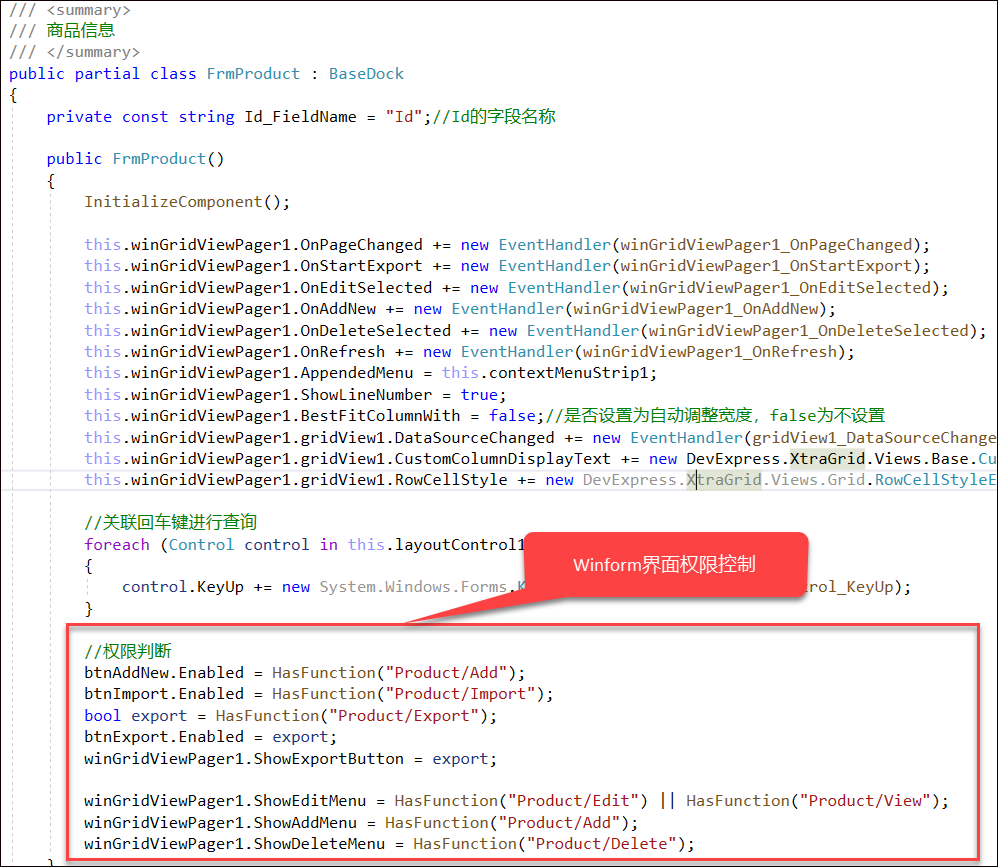 /// <summary>
/// 商品信息
/// </summary>
public partial class FrmProduct : BaseDock
{
private const string Id_FieldName = "Id";//Id的字段名称
public FrmProduct()
{
InitializeComponent();
this.winGridViewPager1.OnPageChanged += new EventHandler(winGridViewPager1_OnPageChanged);
this.winGridViewPager1.OnStartExport += new EventHandler(winGridViewPager1_OnStartExport);
this.winGridViewPager1.OnEditSelected += new EventHandler(winGridViewPager1_OnEditSelected);
this.winGridViewPager1.OnAddNew += new EventHandler(winGridViewPager1_OnAddNew);
this.winGridViewPager1.OnDeleteSelected += new EventHandler(winGridViewPager1_OnDeleteSelected);
this.winGridViewPager1.OnRefresh += new EventHandler(winGridViewPager1_OnRefresh);
this.winGridViewPager1.AppendedMenu = this.contextMenuStrip1;
this.winGridViewPager1.ShowLineNumber = true;
this.winGridViewPager1.BestFitColumnWith = false;//是否设置为自动调整宽度，false为不设置
this.winGridViewPager1.gridView1.DataSourceChanged += new EventHandler(gridView1_DataSourceChange
this.winGridViewPager1.gridView1.CustomColumnDisplayText += new DevExpress.XtraGrid.Views.Base.Cu
this.winGridViewPager1.gridView1.RowCellStyle += new DevExpress.XtraGrid.Views.Grid.RowCellStyleE
//关联回车键进行查询
foreach (Control control in this.layoutControl1
Winform界面权限控制
{
control.KeyUp += new System.Windows.Forms.K rol_KeyUp);
}
//权限判断
btnAddNew.Enabled = HasFunction("Product/Add");
btnImport.Enabled = HasFunction("Product/Import");
bool export = HasFunction("Product/Export");
btnExport.Enabled = export;
winGridViewPager1.ShowExportButton = export;
winGridViewPager1.ShowEditMenu = HasFunction("Product/Edit") || HasFunction("Product/View");
winGridViewPager1.ShowAddMenu = HasFunction("Product/Add");
winGridViewPager1.ShowDeleteMenu = HasFunction("Product/Delete");
}